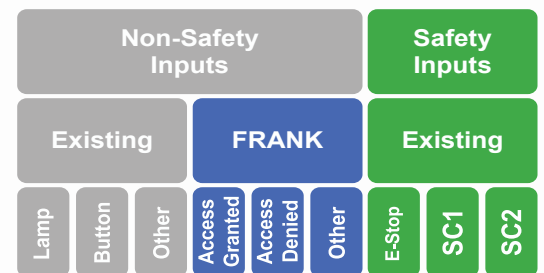 Non-Safety
Inputs
Safety
Inputs
Existing
FRANK
Existing
Lamp
Button
Other
Access
Granted
Access
Denied
Other
E-Stop
SC1
SC2